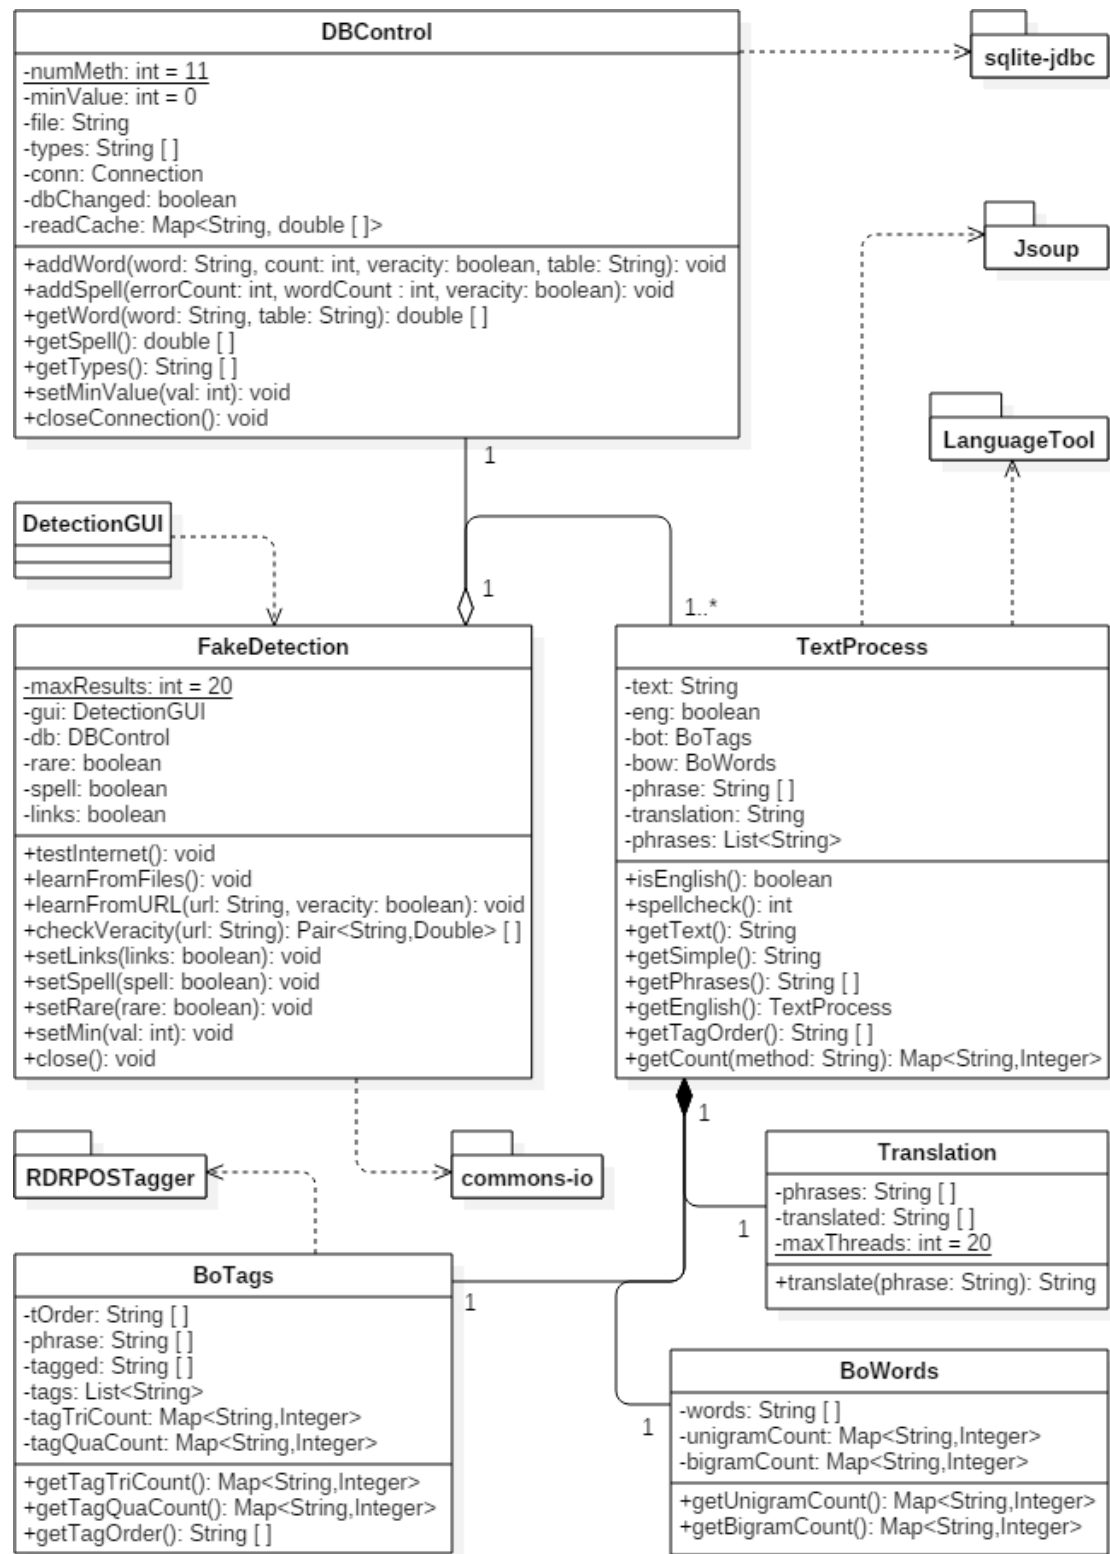 DBControl
-numMeth: int = 11
-minValue: int = 0
-file: String
-types: String [ ]
-conn: Connection
-dbChanged: boolean
-readCache: Map<String, double [ ]>
+addWord(word: String, count: int, veracity: boolean, table: String): void
+addSpell(errorCount: int, wordCount : int, veracity: boolean): void
+getWord(word: String, table: String): double [ ]
+getSpell(): double [ ]
+getTypes(): String [ ]
+setMinValue(val: int): void
+closeConnection(): void
sqlite-jdbc
Jsoup
LanguageTool
1
DetectionGUI
1
1..*
FakeDetection
-maxResults: int = 20
-gui: DetectionGUI
-db: DBControl
-rare: boolean
-spell: boolean
-links: boolean
+testInternet(): void
+learnFromFiles(): void
+learnFromURL(url: String, veracity: boolean): void
+checkVeracity(url: String): Pair<String,Double> [ ]
+setLinks(links: boolean): void
+setSpell(spell: boolean): void
+setRare(rare: boolean): void
+setMin(val: int): void
+close(): void
TextProcess
-text: String
-eng: boolean
-bot: BoTags
-bow: BoWords
-phrase: String [ ]
-translation: String
-phrases: List<String>
+isEnglish(): boolean
+spellcheck(): int
+getText(): String
+getSimple(): String
+getPhrases(): String [ ]
+getEnglish(): TextProcess
+getTagOrder(): String [ ]
+getCount(method: String): Map<String,Integer>
1
RDRPOSTagger
commons-io
Translation
-phrases: String [ ]
-translated: String [ ]
-maxThreads: int = 20
+translate(phrase: String): String
1
BoTags
-tOrder: String [ ]
-phrase: String [ ]
-tagged: String [ ]
-tags: List<String>
-tagTriCount: Map<String,Integer>
-tagQuaCount: Map<String,Integer>
+getTagTriCount(): Map<String,Integer>
+getTagQuaCount(): Map<String,Integer>
+getTagOrder(): String [ ]
1
BoWords
-words: String [ ]
-unigramCount: Map<String,Integer>
-bigramCount: Map<String,Integer>
+getUnigramCount(): Map<String,Integer>
+getBigramCount(): Map<String,Integer>
1